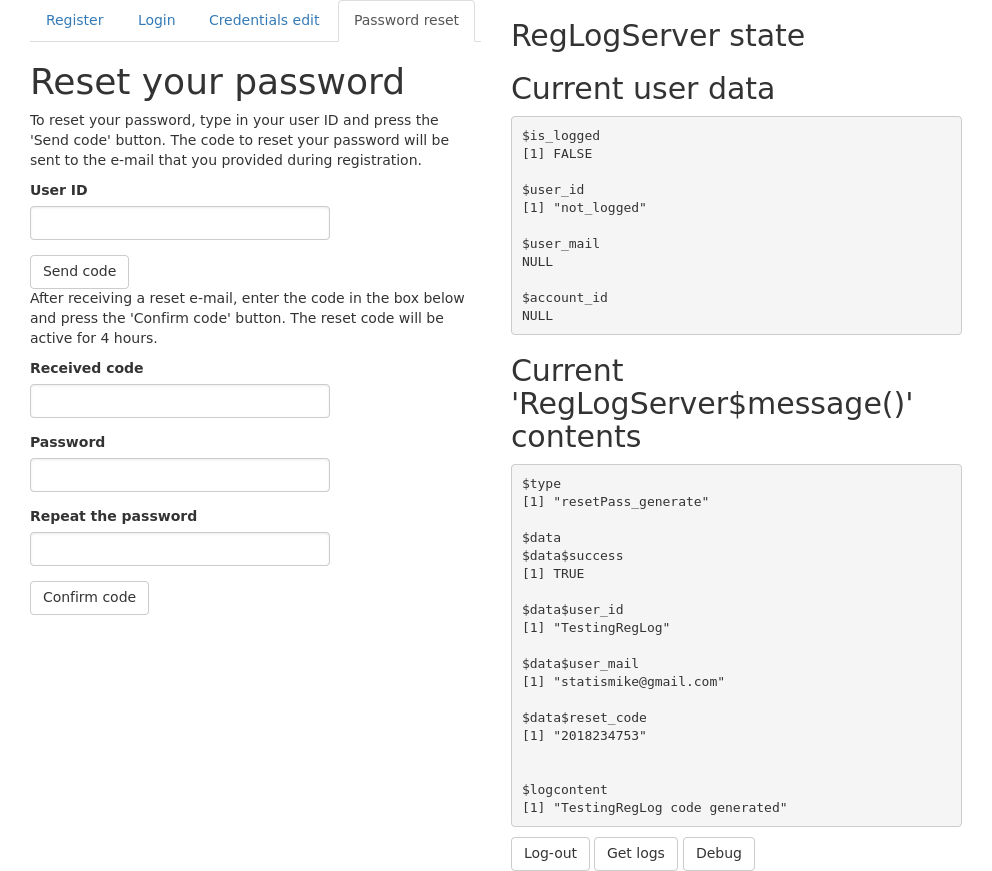 Register
Login
Credentials edit
Password reset
Reset your password
To reset your password, type in your user ID and press the
'Send code' button. The code to reset your password will be
sent to the e-mail that you provided during registration.
User ID
Send code
After receiving a reset e-mail, enter the code in the box below
and press the 'Confirm code' button. The reset code will be
active for 4 hours.
Received code
Password
Repeat the password
Confirm code
RegLogServer state
Current user data
$is_logged
[1] FALSE
$user_id
[1] "not_logged"
$user_mail
NULL
$account_id
NULL
Current
'RegLogServer$message()'
contents
$type
[1] "resetPass_generate"
$data
$data$success
[1] TRUE
$data$user_id
[1] "TestingRegLog"
$data$user_mail
[1] "statismike@gmail.com"
$data$reset_code
[1] "2018234753"
$logcontent
[1] "TestingRegLog code generated"
Log-out
Get logs
Debug